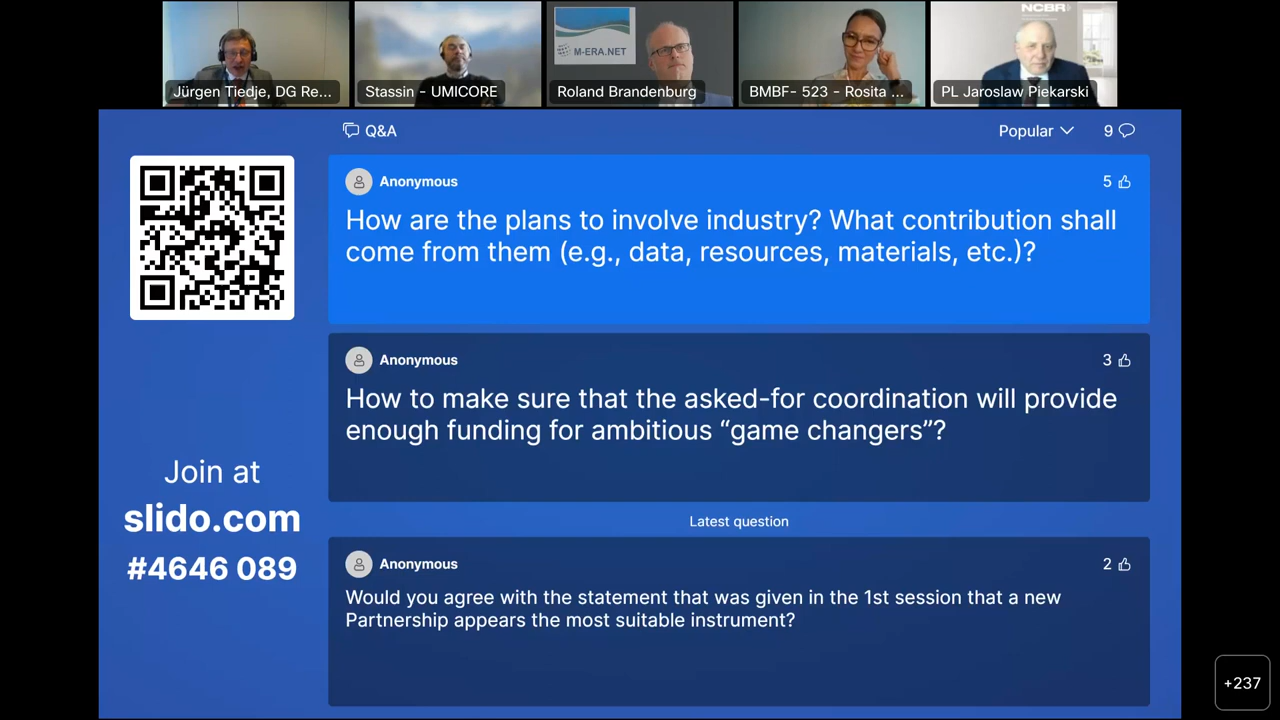 M-ERA.NET
NCBR
Jürgen Tiedje, DG Re...
Stassin - UMICORE
Roland Brandenburg
BMBF- 523 - Rosita ...
PL Jaroslaw Piekarski
Q&A
Popular
9
Anonymous
5
How are the plans to involve industry? What contribution shall
come from them (e.g., data, resources, materials, etc.)?
Anonymous
3
How to make sure that the asked-for coordination will provide
enough funding for ambitious “game changers”?
Join at
slido.com
#4646 089
Latest question
Anonymous
2
Would you agree with the statement that was given in the 1st session that a new
Partnership appears the most suitable instrument?
+237